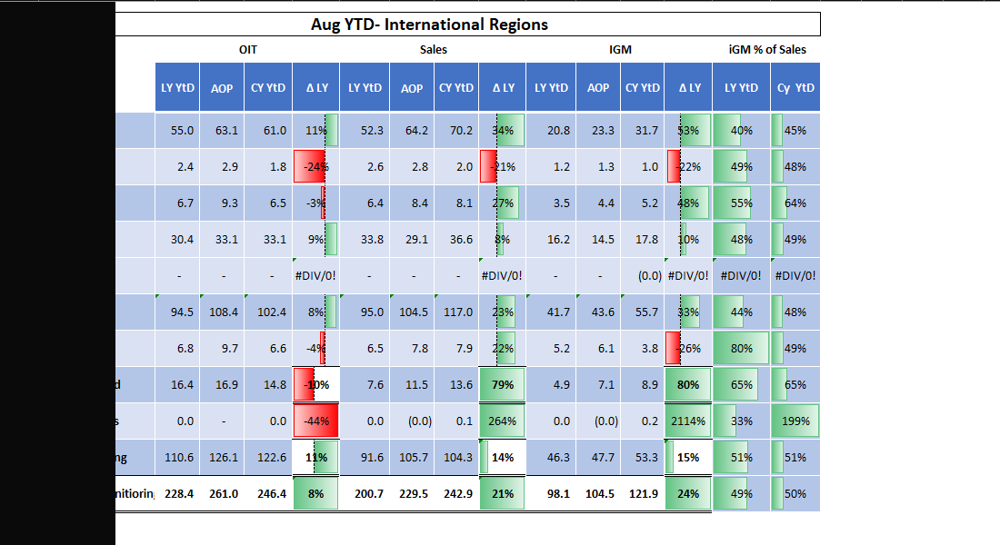 Aug YTD- International Regions
OIT Sales IGM iGM % of Sales
LY YtD AOP CY YtD Δ LY LY YtD AOP CY YtD Δ LY LY YtD AOP CY YtD Δ LY LY YtD Cy YtD
55.0 63.1 61.0 11% 52.3 64.2 70.2 34% 20.8 23.3 31.7 53% 40% 45%
2.4 2.9 1.8 -24% 2.6 2.8 2.0 -21% 1.2 1.3 1.0 -22% 49% 48%
6.7 9.3 6.5 -3% 6.4 8.4 8.1 27% 3.5 4.4 5.2 48% 55% 64%
30.4 33.1 33.1 9% 33.8 29.1 36.6 8% 16.2 14.5 17.8 10% 48% 49%
- - - #DIV/0! - - - #DIV/0! - - (0.0) #DIV/0! #DIV/0! #DIV/0!
94.5 108.4 102.4 8% 95.0 104.5 117.0 23% 41.7 43.6 55.7 33% 44% 48%
6.8 9.7 6.6 -4% 6.5 7.8 7.9 22% 5.2 6.1 3.8 -26% 80% 49%
d 16.4 16.9 14.8 -10% 7.6 11.5 13.6 79% 4.9 7.1 8.9 80% 65% 65%
s 0.0 - 0.0 -44% 0.0 (0.0) 0.1 264% 0.0 (0.0) 0.2 2114% 33% 199%
ng 110.6 126.1 122.6 11% 91.6 105.7 104.3 14% 46.3 47.7 53.3 15% 51% 51%
nitoring 228.4 261.0 246.4 8% 200.7 229.5 242.9 21% 98.1 104.5 121.9 24% 49% 50%